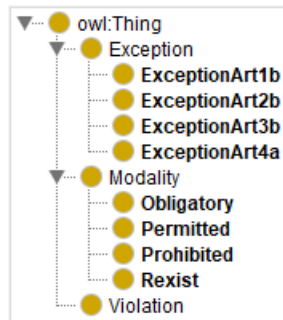 owl:Thing
Exception
ExceptionArt1b
ExceptionArt2b
ExceptionArt3b
ExceptionArt4a
Modality
Obligatory
Permitted
Prohibited
Rexist
Violation